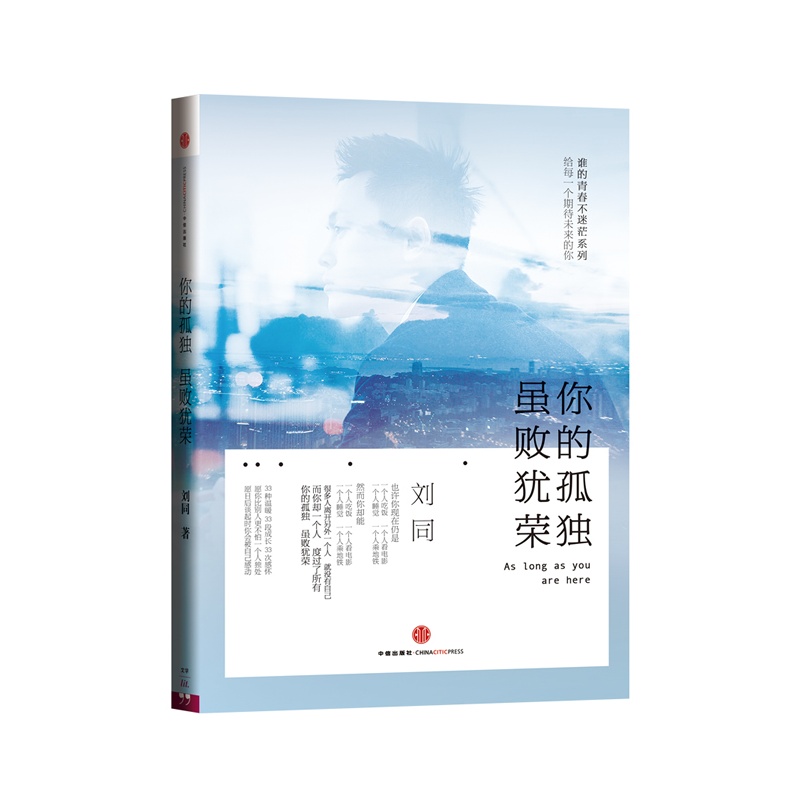 谁的青春不迷茫系列
给每一个期待未来的你
你的孤独
虽败犹荣
As long as you
are here
刘同
也许你现在仍是
一个人吃饭 一个人看电影
一个人睡觉 一个人乘地铁
然而你却能
一个人吃饭 一个人看电影
一个人睡觉 一个人乘地铁
很多人离开另外一个人 就没有自己
而你却一个人 度过了所有
你的孤独 虽败犹荣
33种温暖 33段成长 33次感怀
愿你比别人更不怕一个人独处
愿日后谈起时你会被自己感动
中信出版社·CHINACITICPRESS
你的孤独 虽败犹荣
刘同 著
lit.